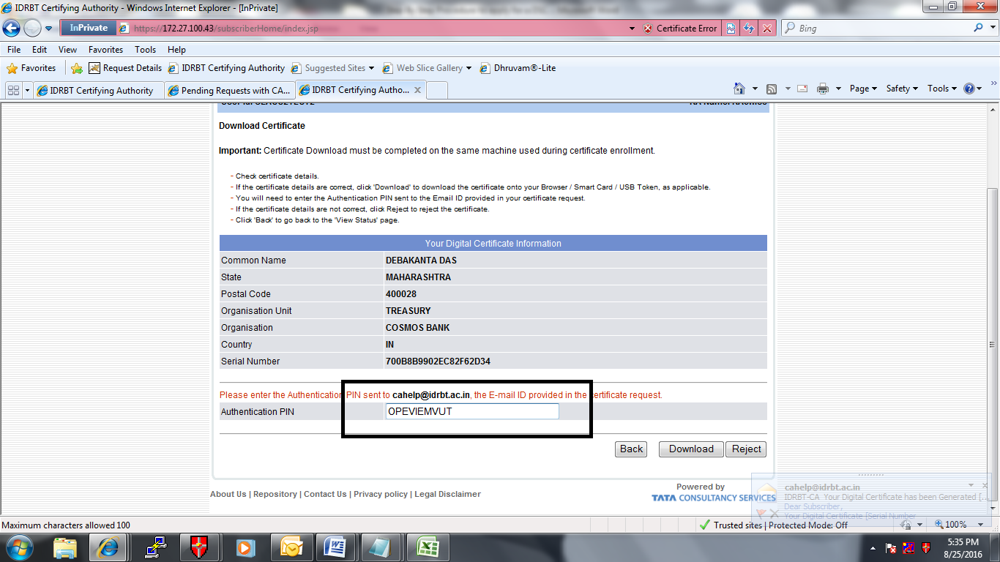 IDRBT Certifying Authority - Windows Internet Explorer - [InPrivate]
InPrivate https://172.27.100.43/subscriberHome/index.jsp Certificate Error Bing
File Edit View Favorites Tools Help
Favorites Request Details IDRBT Certifying Authority Suggested Sites Web Slice Gallery Dhruvam®-Lite
IDRBT Certifying Authority Pending Requests with CA... IDRBT Certifying Autho... Page Safety Tools
Download Certificate
Important: Certificate Download must be completed on the same machine used during certificate enrollment.
- Check certificate details.
- If the certificate details are correct, click 'Download' to download the certificate onto your Browser / Smart Card / USB Token, as applicable.
- You will need to enter the Authentication PIN sent to the Email ID provided in your certificate request.
- If the certificate details are not correct, click Reject to reject the certificate.
- Click 'Back' to go back to the 'View Status' page.
Your Digital Certificate Information
Common Name DEBAKANTA DAS
State MAHARASHTRA
Postal Code 400028
Organisation Unit TREASURY
Organisation COSMOS BANK
Country IN
Serial Number 700B8B9902EC82F62D34
Please enter the Authentication PIN sent to cahelp@idrbt.ac.in, the E-mail ID provided in the certificate request.
Authentication PIN OPEVIEMVUT
Back Download Reject
About Us | Repository | Contact Us | Privacy policy | Legal Disclaimer
Powered by
TATA CONSULTANCY SERVICES
cahelp@idrbt.ac.in
IDRBT-CA Your Digital Certificate has been Generated [...
Dear Subscriber,
Your Digital Certificate [Serial Number
Maximum characters allowed 100 Trusted sites | Protected Mode: Off 100%
5:35 PM
8/25/2016